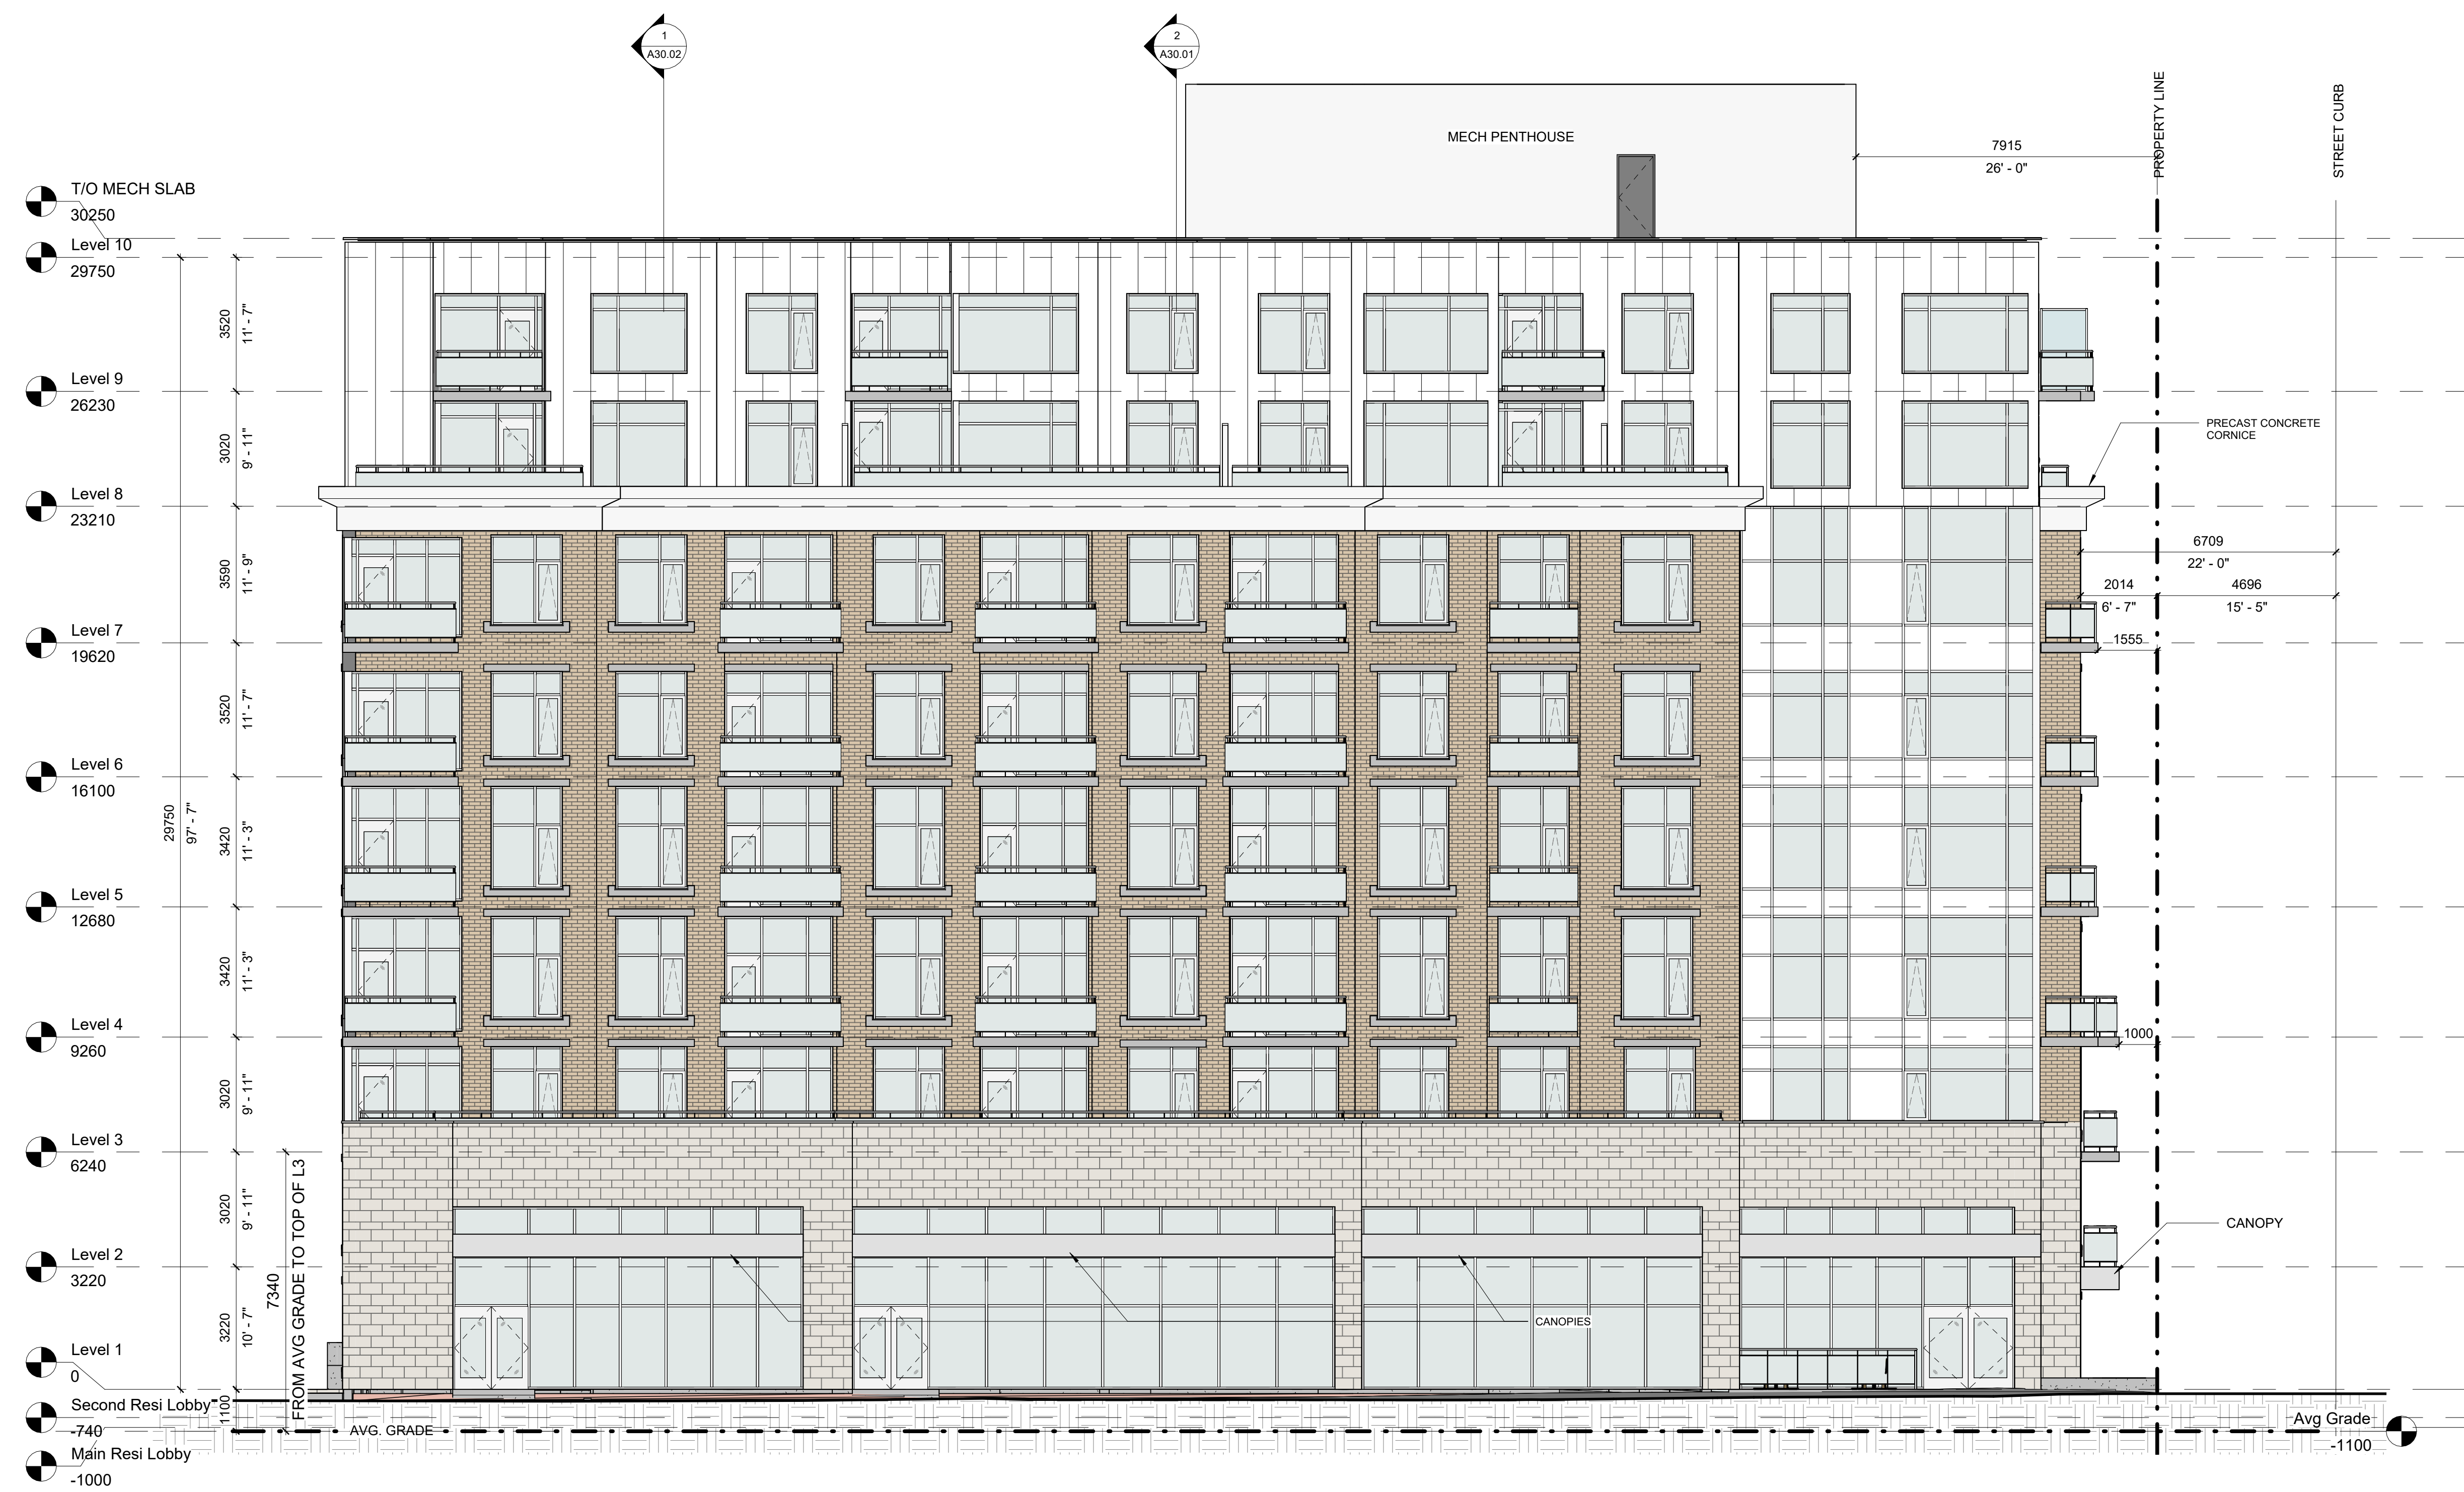 1
A30.02
2
A30.01
MECH PENTHOUSE
7915
26' - 0"
PROPERTY LINE
STREET CURB
T/O MECH SLAB
30250
Level 10
29750
3520
11' - 7"
Level 9
26230
3020
9' - 11"
PRECAST CONCRETE
CORNICE
Level 8
23210
3590
11' - 9"
6709
22' - 0"
2014
6' - 7"
4696
15' - 5"
Level 7
19620
1555
3520
11' - 7"
Level 6
16100
29750
97' - 7"
3420
11' - 3"
Level 5
12680
3420
11' - 3"
Level 4
9260
1000
3020
9' - 11"
Level 3
6240
3020
9' - 11"
7340
FROM AVG GRADE TO TOP OF L3
CANOPY
Level 2
3220
3220
10' - 7"
CANOPIES
Level 1
0
1100
Second Resi Lobby
-740
AVG. GRADE
Avg Grade
-1100
Main Resi Lobby
-1000